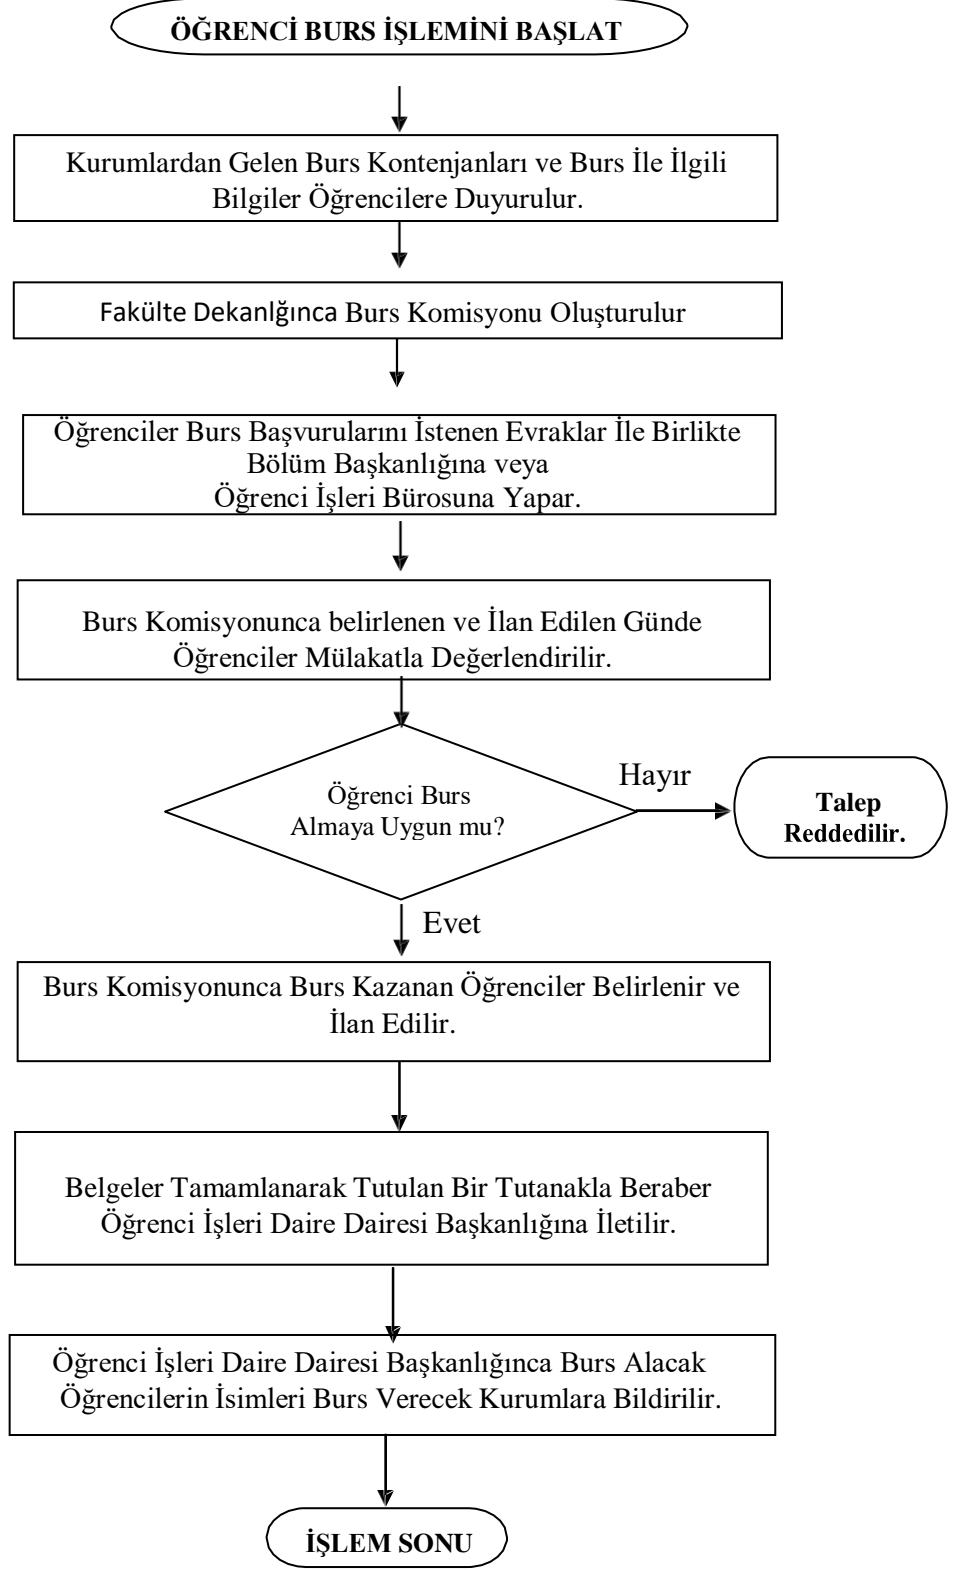 ÖĞRENCİ BURS İŞLEMİNİ BAŞLAT
Kurumlardan Gelen Burs Kontenjanları ve Burs İle İlgili
Bilgiler Öğrencilere Duyurulur.
Fakülte Dekanlğınca Burs Komisyonu Oluşturulur
Öğrenciler Burs Başvurularını İstenen Evraklar İle Birlikte
Bölüm Başkanlığına veya
Öğrenci İşleri Bürosuna Yapar.
Burs Komisyonunca belirlenen ve İlan Edilen Günde
Öğrenciler Mülakatla Değerlendirilir.
Öğrenci Burs
Almaya Uygun mu?
Hayır
Talep
Reddedilir.
Evet
Burs Komisyonunca Burs Kazanan Öğrenciler Belirlenir ve
İlan Edilir.
Belgeler Tamamlanarak Tutulan Bir Tutanakla Beraber
Öğrenci İşleri Daire Dairesi Başkanlığına İletilir.
Öğrenci İşleri Daire Dairesi Başkanlığınca Burs Alacak
Öğrencilerin İsimleri Burs Verecek Kurumlara Bildirilir.
İŞLEM SONU